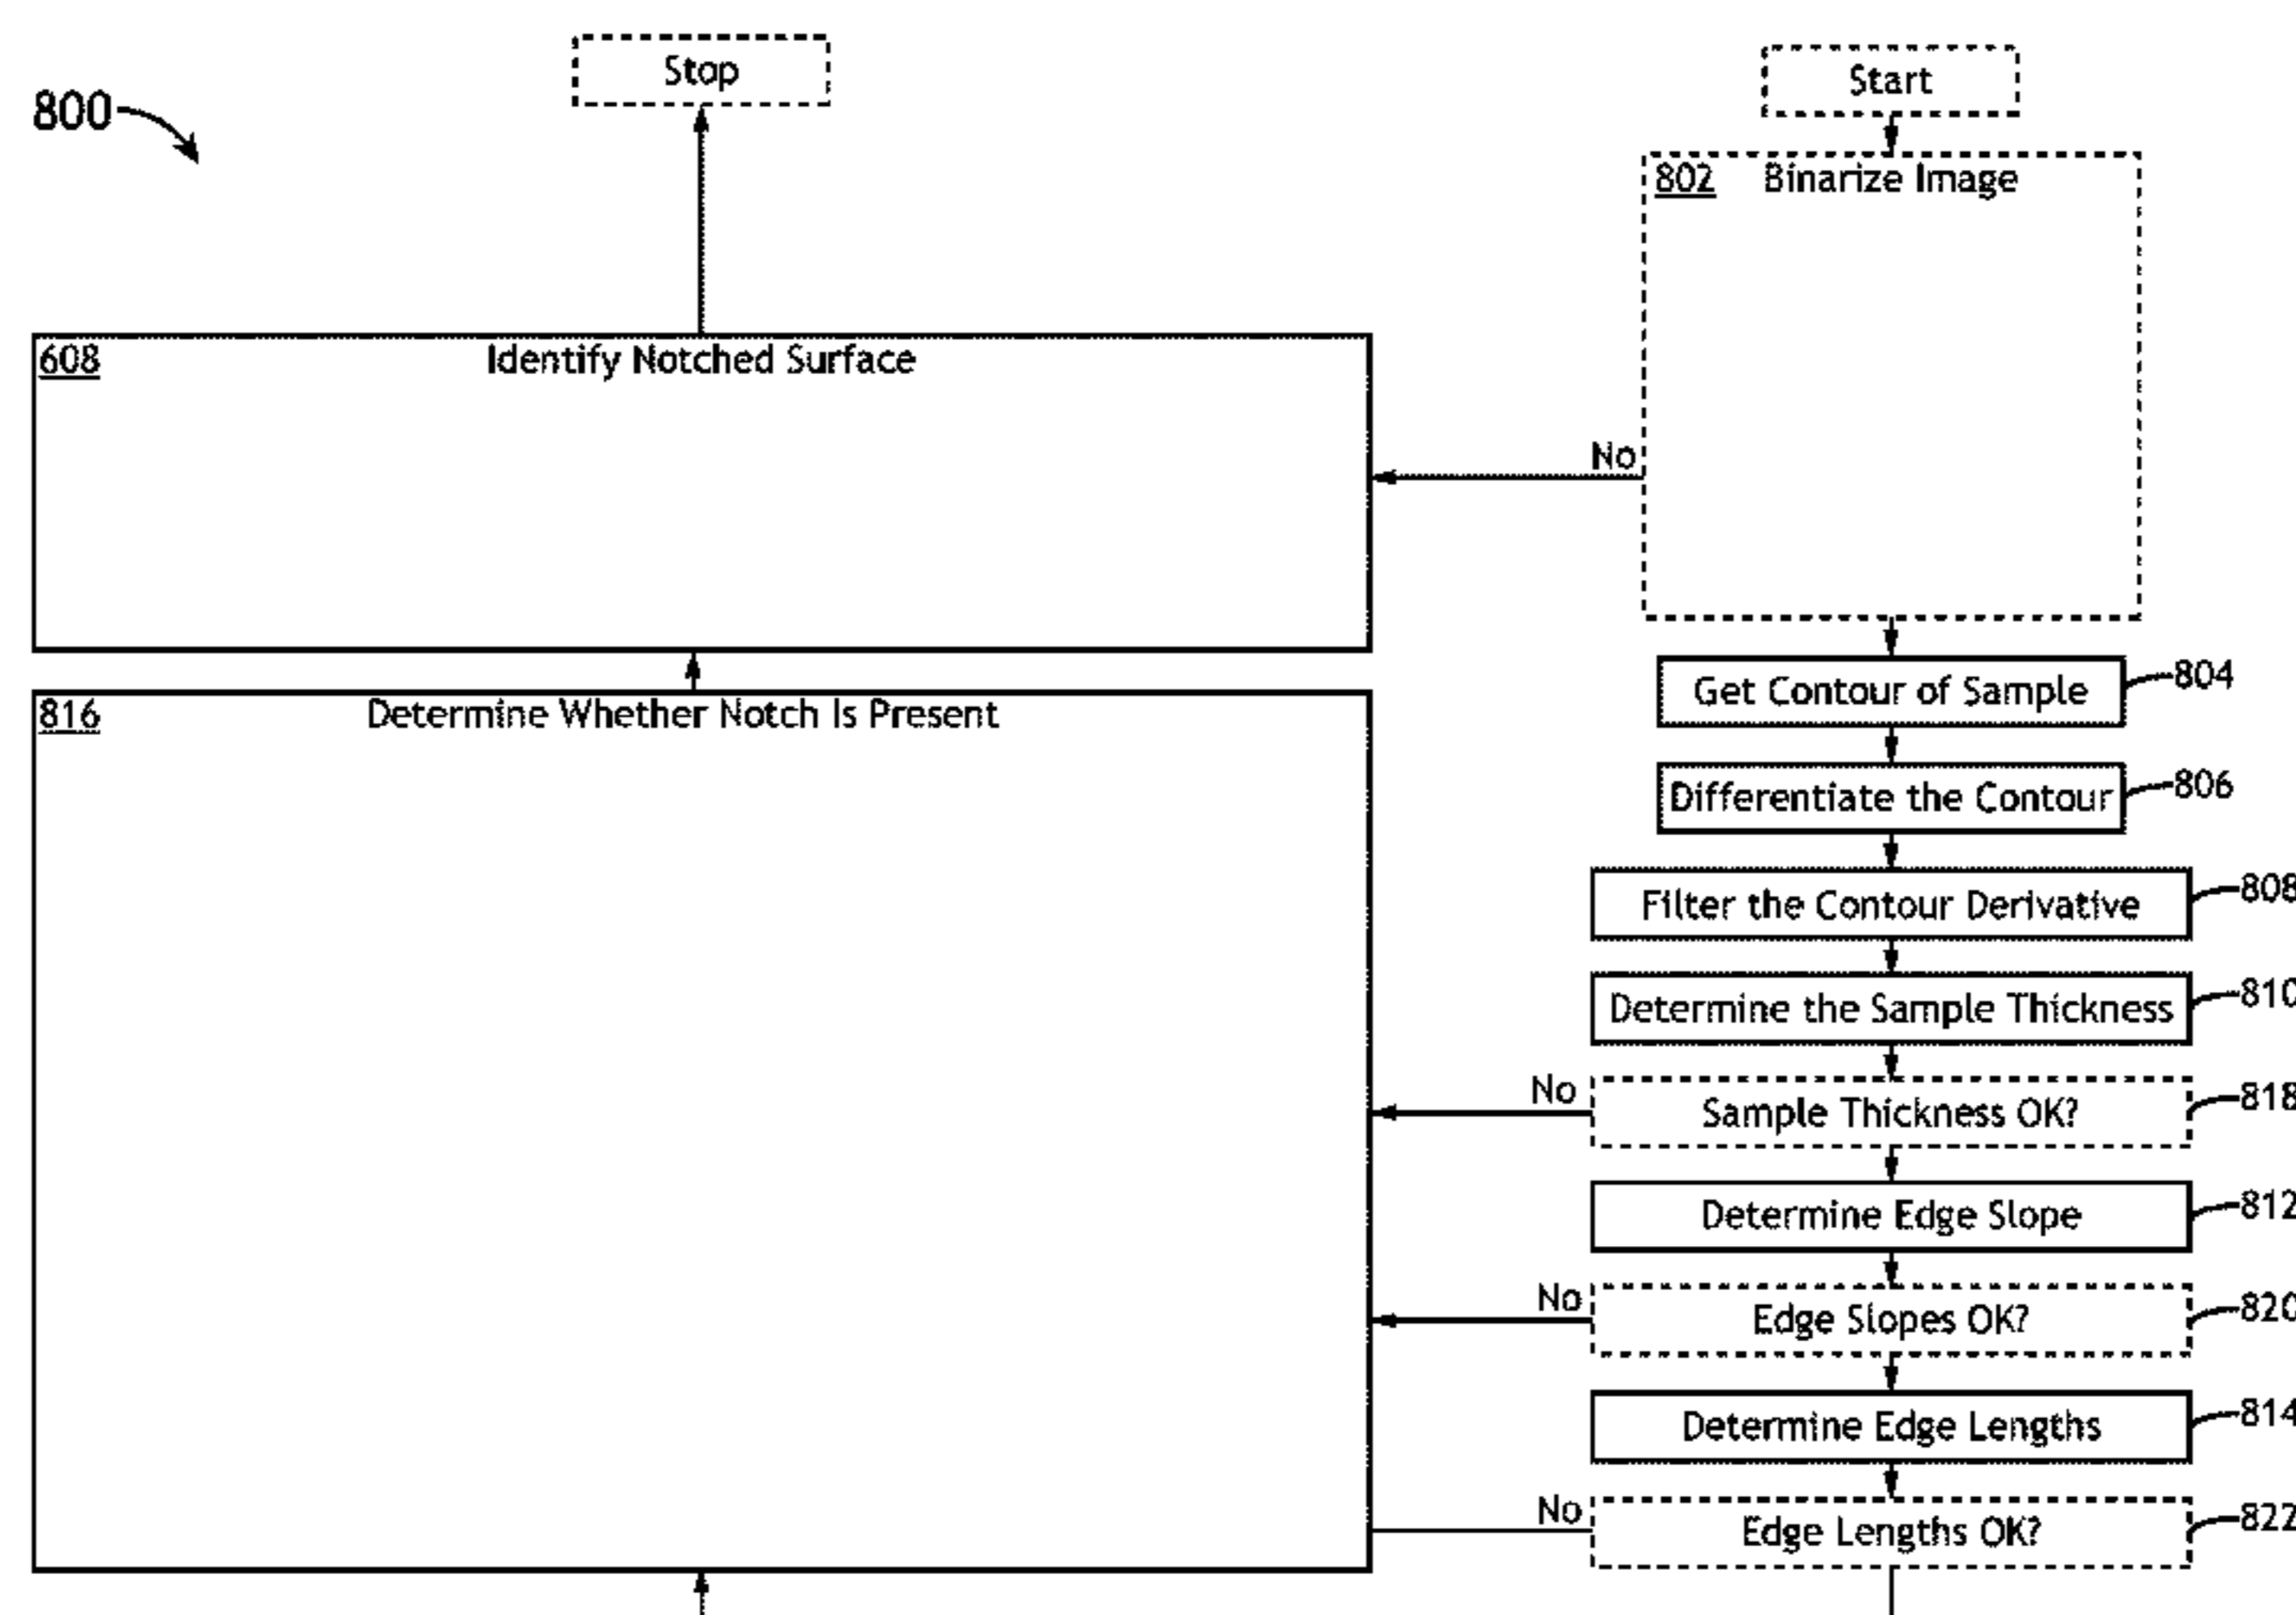 Stop
Start
800
802 Binarize Image
608 Identify Notched Surface
No
804
Get Contour of Sample
816 Determine Whether Notch Is Present
806
Differentiate the Contour
808
Filter the Contour Derivative
810
Determine the Sample Thickness
No
818
Sample Thickness OK?
812
Determine Edge Slope
No
820
Edge Slopes OK?
814
Determine Edge Lengths
No
822
Edge Lengths OK?